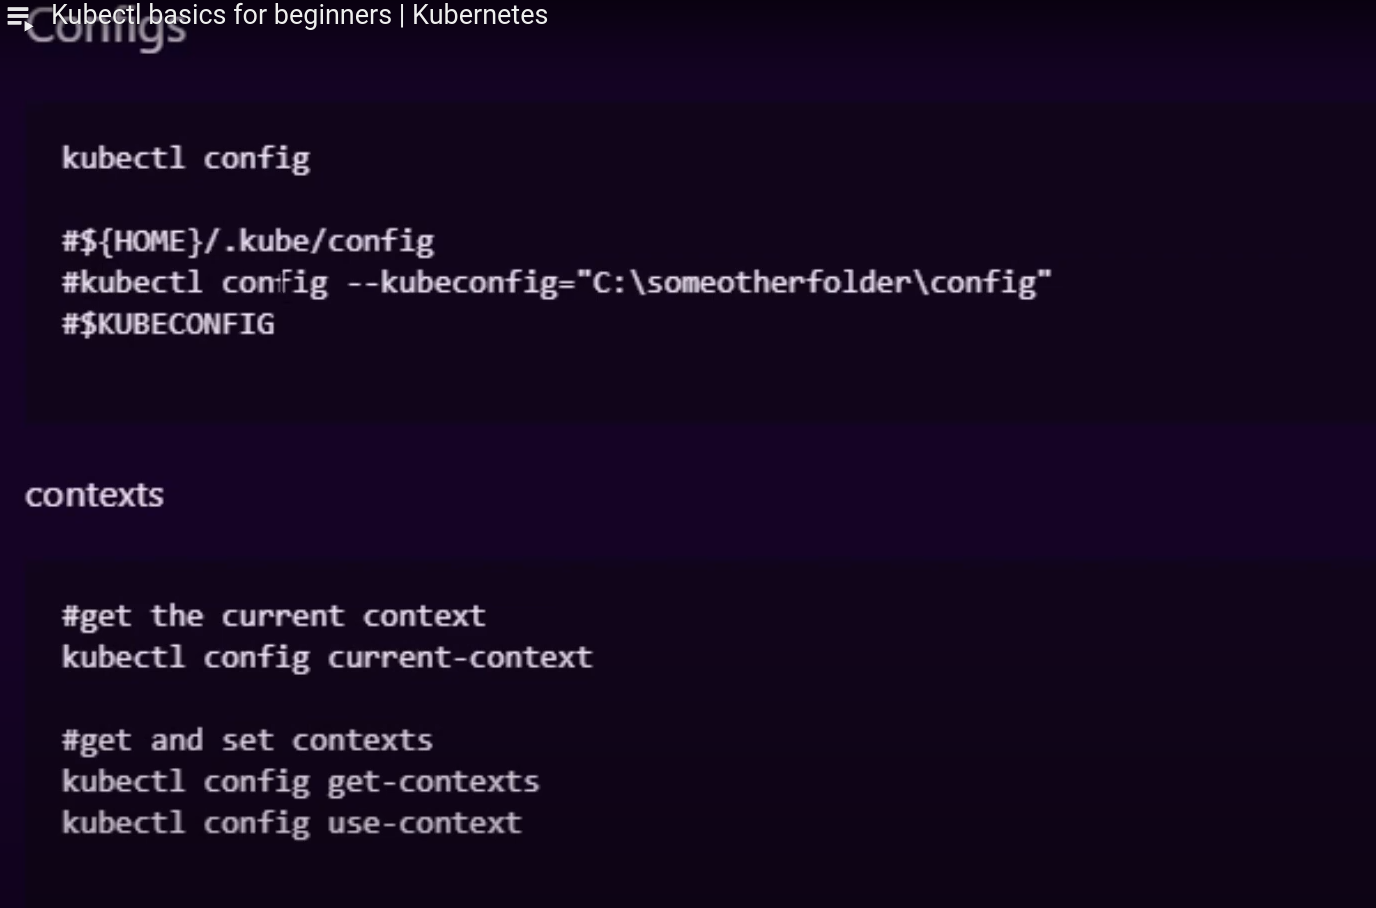 Kubectl basics for beginners | Kubernetes
Configs
kubectl config
#${HOME}/.kube/config
#kubectl config --kubeconfig="C:\someotherfolder\config"
#$KUBECONFIG
contexts
#get the current context
kubectl config current-context
#get and set contexts
kubectl config get-contexts
kubectl config use-context